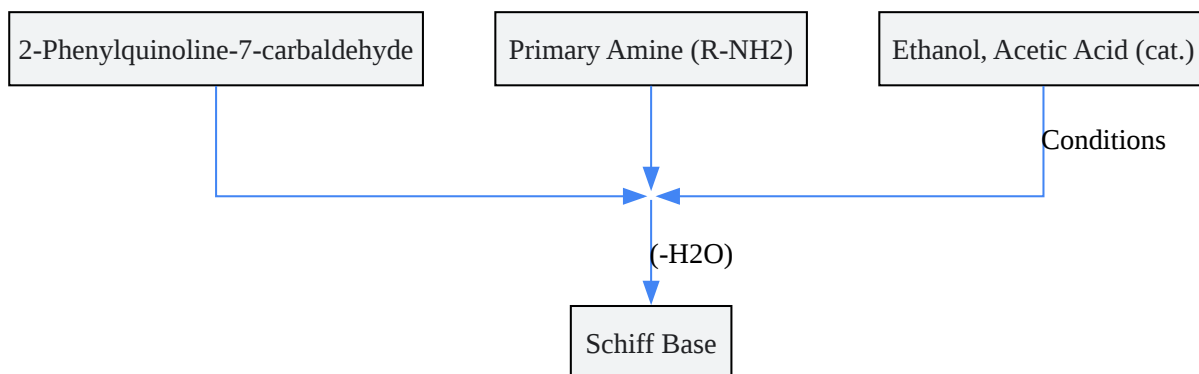 2-Phenylquinoline-7-carbaldehyde
Primary Amine (R-NH2)
Ethanol, Acetic Acid (cat.)
Conditions
(-H2O)
Schiff Base